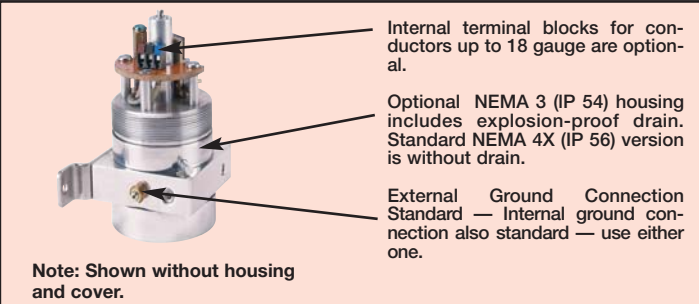 Internal terminal blocks for con-
ductors up to 18 gauge are option-
al.
Optional NEMA 3 (IP 54) housing
includes explosion-proof drain.
Standard NEMA 4X (IP 56) version
is without drain.
External Ground Connection
Standard — Internal ground con-
nection also standard — use either
one.
Note: Shown without housing
and cover.